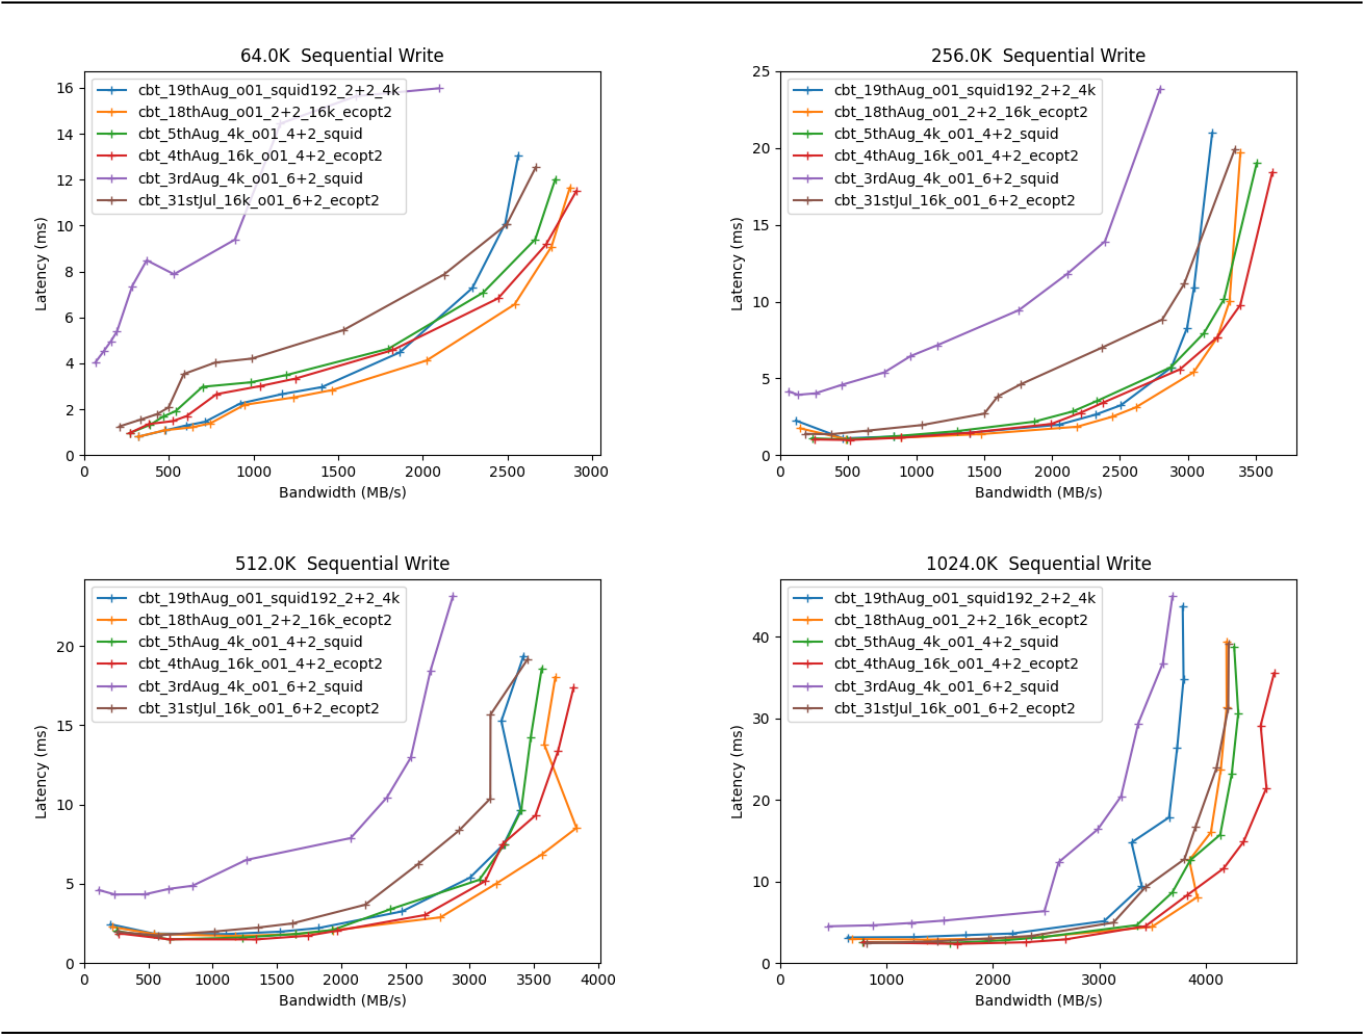 64.0K  Sequential Write
16
14
12
10
8
6
4
2
0
Latency (ms)
cbt_19thAug_o01_squid192_2+2_4k
cbt_18thAug_o01_2+2_16k_ecopt2
cbt_5thAug_4k_o01_4+2_squid
cbt_4thAug_16k_o01_4+2_ecopt2
cbt_3rdAug_4k_o01_6+2_squid
cbt_31stJul_16k_o01_6+2_ecopt2
0 500 1000 1500 2000 2500 3000
Bandwidth (MB/s)
256.0K  Sequential Write
25
20
15
10
5
0
Latency (ms)
cbt_19thAug_o01_squid192_2+2_4k
cbt_18thAug_o01_2+2_16k_ecopt2
cbt_5thAug_4k_o01_4+2_squid
cbt_4thAug_16k_o01_4+2_ecopt2
cbt_3rdAug_4k_o01_6+2_squid
cbt_31stJul_16k_o01_6+2_ecopt2
0 500 1000 1500 2000 2500 3000 3500
Bandwidth (MB/s)
512.0K  Sequential Write
20
15
10
5
0
Latency (ms)
cbt_19thAug_o01_squid192_2+2_4k
cbt_18thAug_o01_2+2_16k_ecopt2
cbt_5thAug_4k_o01_4+2_squid
cbt_4thAug_16k_o01_4+2_ecopt2
cbt_3rdAug_4k_o01_6+2_squid
cbt_31stJul_16k_o01_6+2_ecopt2
0 500 1000 1500 2000 2500 3000 3500 4000
Bandwidth (MB/s)
1024.0K  Sequential Write
40
30
20
10
0
Latency (ms)
cbt_19thAug_o01_squid192_2+2_4k
cbt_18thAug_o01_2+2_16k_ecopt2
cbt_5thAug_4k_o01_4+2_squid
cbt_4thAug_16k_o01_4+2_ecopt2
cbt_3rdAug_4k_o01_6+2_squid
cbt_31stJul_16k_o01_6+2_ecopt2
0 1000 2000 3000 4000
Bandwidth (MB/s)